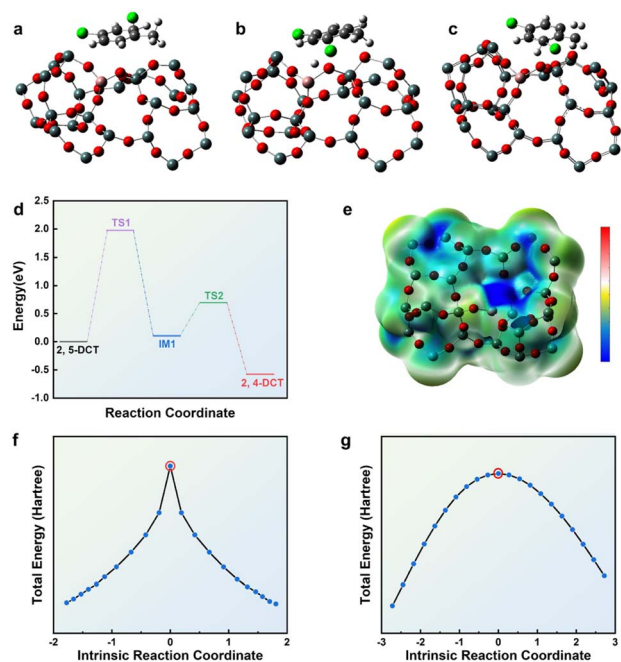 a
b
c
d
2.5
2.0
1.5
1.0
0.5
0.0
-0.5
-1.0
Energy(eV)
TS1
TS2
2, 5-DCT
IM1
2, 4-DCT
Reaction Coordinate
e
f
Total Energy (Hartree)
-2 -1 0 1 2
Intrinsic Reaction Coordinate
g
Total Energy (Hartree)
-3 -2 -1 0 1 2 3
Intrinsic Reaction Coordinate